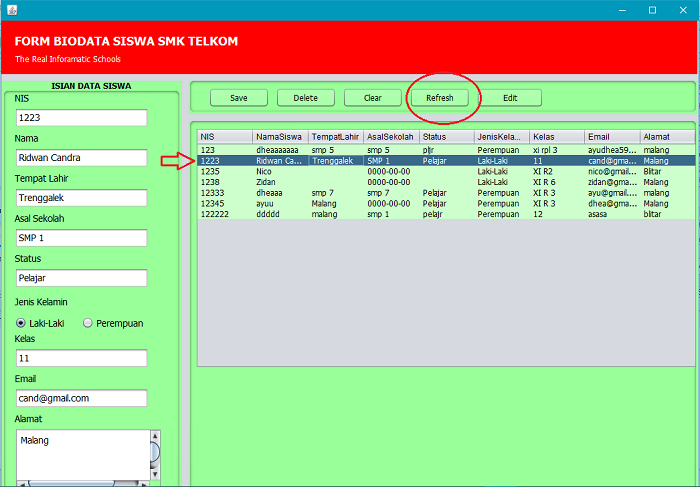 FORM BIODATA SISWA SMK TELKOM
The Real Inforamatic Schools
ISIAN DATA SISWA
NIS
1223
Nama
Ridwan Candra
Tempat Lahir
Trenggalek
Asal Sekolah
SMP 1
Status
Pelajar
Jenis Kelamin
Laki-Laki Perempuan
Kelas
11
Email
cand@gmail.com
Alamat
Malang
Save Delete Clear Refresh Edit
NIS NamaSiswa TempatLahir AsalSekolah Status JenisKela... Kelas Email Alamat
123 dheaaaaaaa smp 5 smp 5 pljr Perempuan xi rpl 3 ayudhea59... malang
1223 Ridwan Ca... Trenggalek SMP 1 Pelajar Laki-Laki 11 cand@gma... Malang
1235 Nico 0000-00-00 Laki-Laki XI R2 nico@gmail... Blitar
1238 Zidan 0000-00-00 Laki-Laki XI R 6 zidan@gma... Malang
12333 dheaaa smp 7 smp 7 pelajar Perempuan XI R 3 ayu@gmail... Malang
12345 ayuu Malang 0000-00-00 Perempuan XI R 3 dhea@gma... Malang
122222 ddddd malang smp 1 pelajr Perempuan 12 asasa blitar